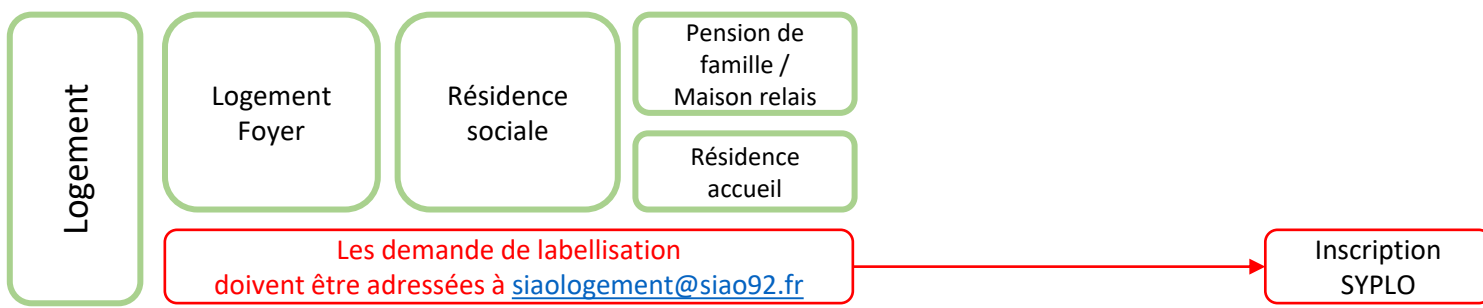 Logement
Logement
Foyer
Résidence
sociale
Pension de
famille /
Maison relais
Résidence
accueil
Les demande de labellisation
doivent être adressées à siaologement@siao92.fr
Inscription
SYPLO